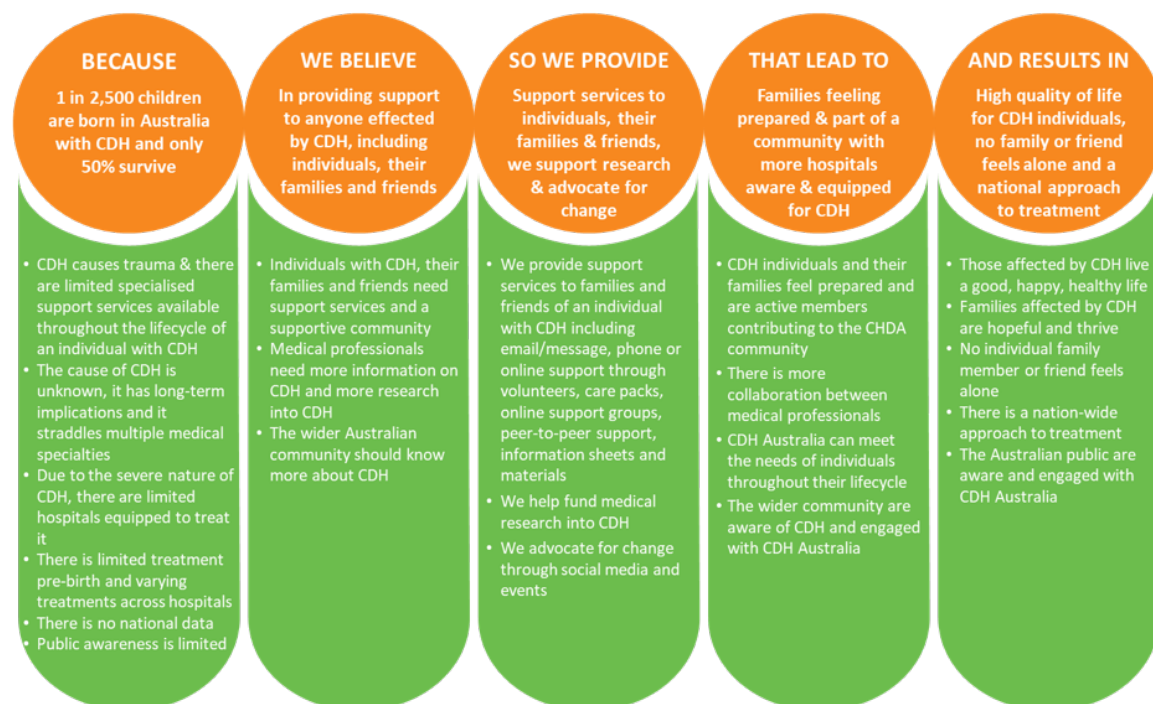 BECAUSE
1 in 2,500 children
are born in Australia
with CDH and only
50% survive
• CDH causes trauma & there
are limited specialised
support services available
throughout the lifecycle of
an individual with CDH
• The cause of CDH is
unknown, it has long-term
implications and it
straddles multiple medical
specialties
• Due to the severe nature of
CDH, there are limited
hospitals equipped to treat
it
• There is limited treatment
pre-birth and varying
treatments across hospitals
• There is no national data
• Public awareness is limited
WE BELIEVE
In providing support
to anyone effected
by CDH, including
individuals, their
families and friends
• Individuals with CDH, their
families and friends need
support services and a
supportive community
• Medical professionals
need more information on
CDH and more research
into CDH
• The wider Australian
community should know
more about CDH
SO WE PROVIDE
Support services to
individuals, their
families & friends,
we support research
& advocate for
change
• We provide support
services to families and
friends of an individual
with CDH including
email/message, phone or
online support through
volunteers, care packs,
online support groups,
peer-to-peer support,
information sheets and
materials
• We help fund medical
research into CDH
• We advocate for change
through social media and
events
THAT LEAD TO
Families feeling
prepared & part of a
community with
more hospitals
aware & equipped
for CDH
• CDH individuals and their
families feel prepared and
are active members
contributing to the CHDA
community
• There is more
collaboration between
medical professionals
• CDH Australia can meet
the needs of individuals
throughout their lifecycle
• The wider community are
aware of CDH and engaged
with CDH Australia
AND RESULTS IN
High quality of life
for CDH individuals,
no family or friend
feels alone and a
national approach
to treatment
• Those affected by CDH live
a good, happy, healthy life
• Families affected by CDH
are hopeful and thrive
• No individual family
member or friend feels
alone
• There is a nation-wide
approach to treatment
• The Australian public are
aware and engaged with
CDH Australia